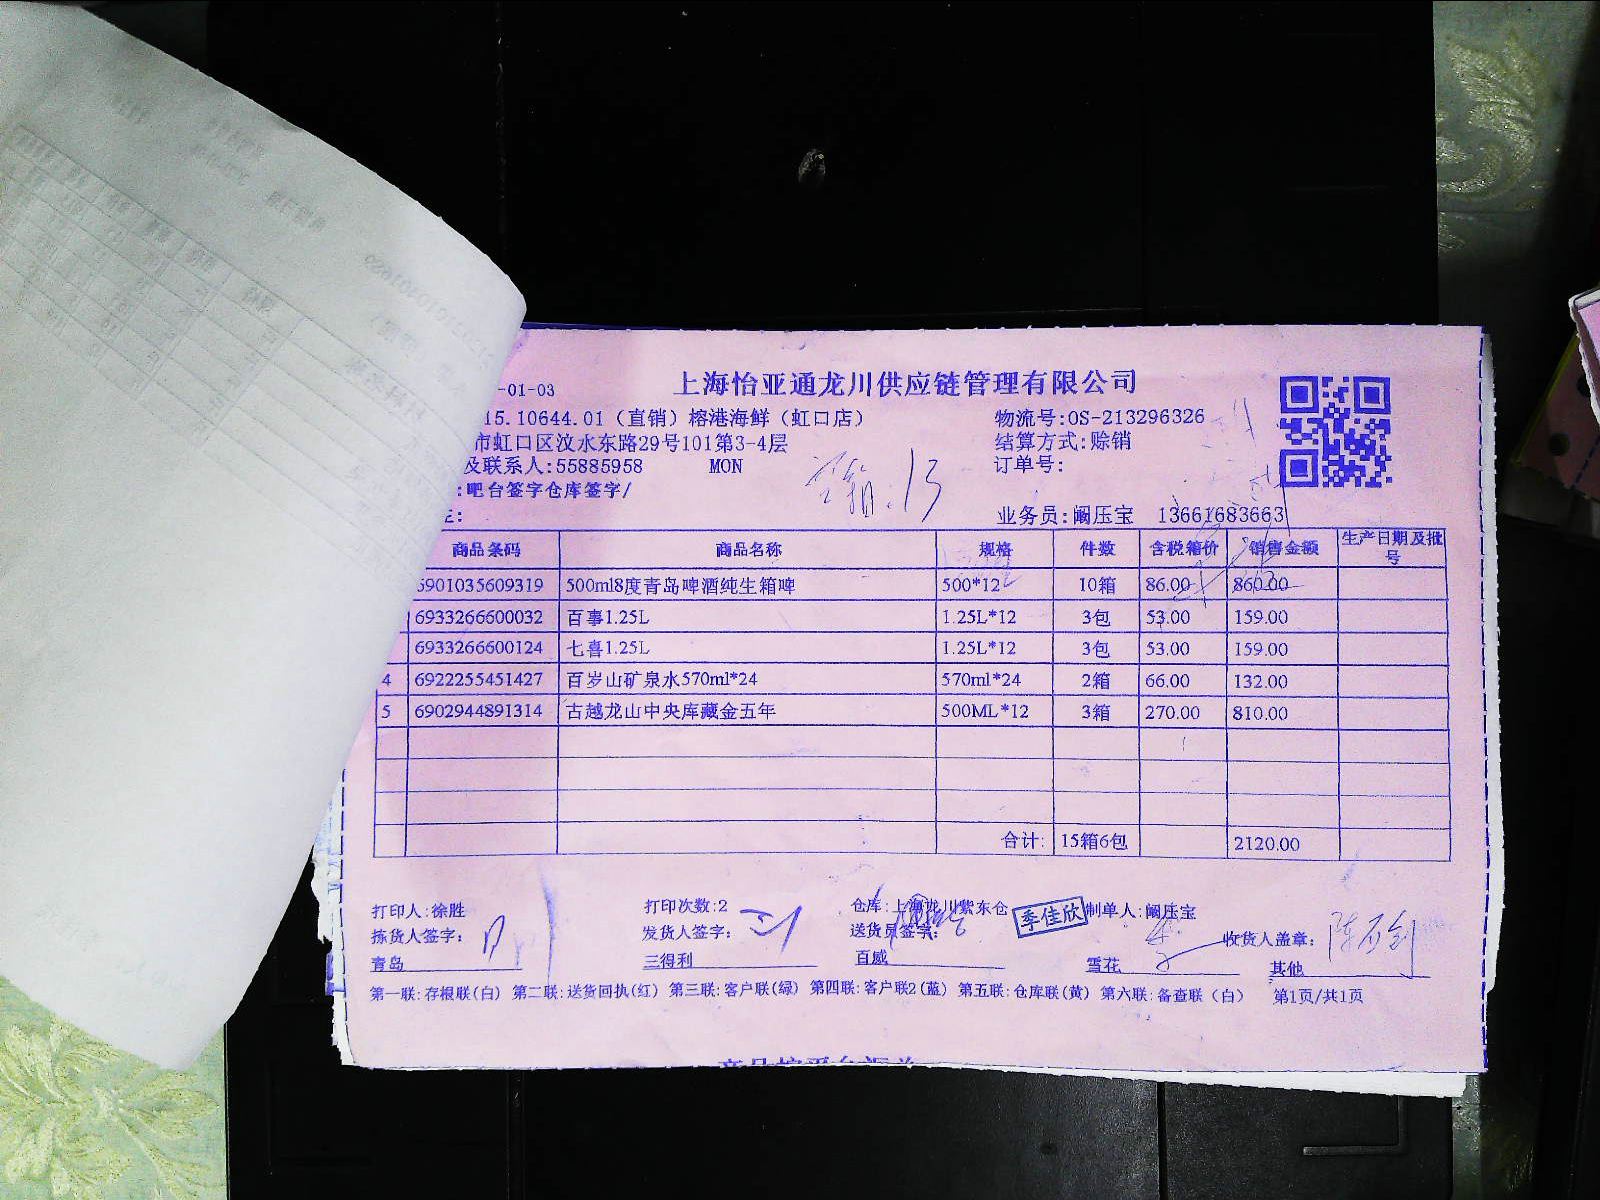 -01-03
上海怡亚通龙川供应链管理有限公司
15.10644.01（直销）榕港海鲜（虹口店） 物流号:OS-213296326
市虹口区汶水东路29号101第3-4层 结算方式:赊销
及联系人:55885958 MON 订单号:
:吧台签字仓库签字/
空箱:13
业务员:阚压宝 13661683663
商品条码 商品名称 规格 件数 含税箱价 销售金额 生产日期及批号
6901035609319 500ml8度青岛啤酒纯生箱啤 500*12 10箱 86.00 860.00
6933266600032 百事1.25L 1.25L*12 3包 53.00 159.00
6933266600124 七喜1.25L 1.25L*12 3包 53.00 159.00
4 6922255451427 百岁山矿泉水570ml*24 570ml*24 2箱 66.00 132.00
5 6902944891314 古越龙山中央库藏金五年 500ML*12 3箱 270.00 810.00
合计: 15箱6包 2120.00
打印人:徐胜 打印次数:2 仓库:上海龙川紫东仓 季佳欣 制单人:阚压宝
拣货人签字: 发货人签字: 送货员签字: 收货人盖章:
青岛 三得利 百威 雪花 其他
第一联:存根联(白) 第二联:送货回执(红) 第三联:客户联(绿) 第四联:客户联2(蓝) 第五联:仓库联(黄) 第六联:备查联（白） 第1页/共1页